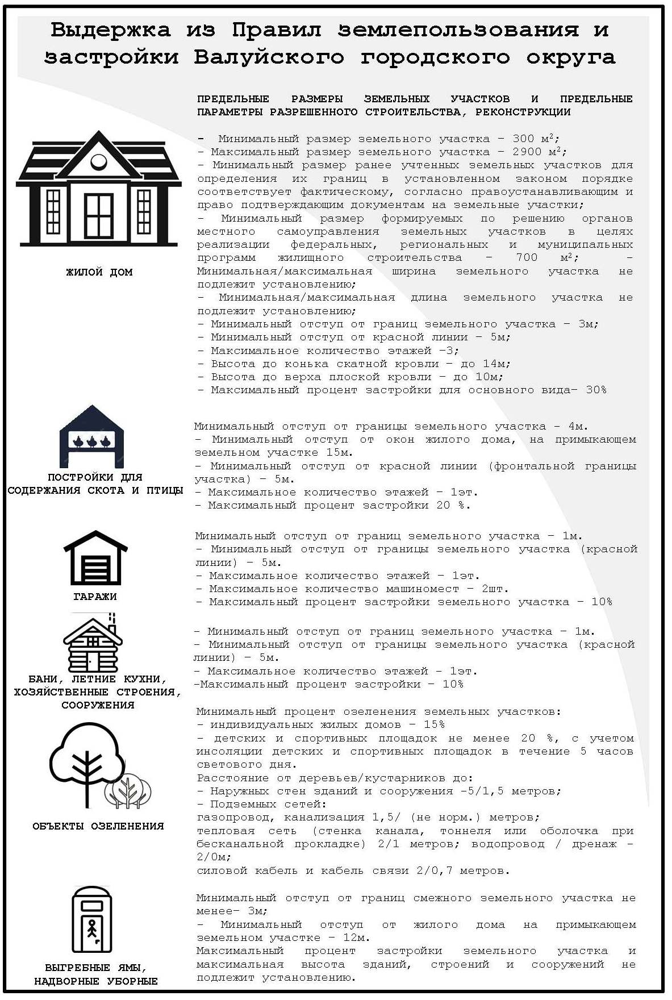 Выдержка из Правил землепользования и
застройки Валуйского городского округа
ПРЕДЕЛЬНЫЕ РАЗМЕРЫ ЗЕМЕЛЬНЫХ УЧАСТКОВ И ПРЕДЕЛЬНЫЕ
ПАРАМЕТРЫ РАЗРЕШЕННОГО СТРОИТЕЛЬСТВА, РЕКОНСТРУКЦИИ
ЖИЛОЙ ДОМ
- Минимальный размер земельного участка – 300 м²;
- Максимальный размер земельного участка – 2900 м²;
- Минимальный размер ранее учтенных земельных участков для
определения их границ в установленном законом порядке
соответствует фактическому, согласно правоустанавливающим и
право подтверждающим документам на земельные участки;
- Минимальный размер формируемых по решению органов
местного самоуправления земельных участков в целях
реализации федеральных, региональных и муниципальных
программ жилищного строительства – 700 м²; -
Минимальная/максимальная ширина земельного участка не
подлежит установлению;
- Минимальная/максимальная длина земельного участка не
подлежит установлению;
- Минимальный отступ от границ земельного участка – 3м;
- Минимальный отступ от красной линии – 5м;
- Максимальное количество этажей –3;
- Высота до конька скатной кровли – до 14м;
- Высота до верха плоской кровли – до 10м;
- Максимальный процент застройки для основного вида– 30%
ПОСТРОЙКИ ДЛЯ
СОДЕРЖАНИЯ СКОТА И ПТИЦЫ
Минимальный отступ от границы земельного участка - 4м.
- Минимальный отступ от окон жилого дома, на примыкающем
земельном участке 15м.
- Минимальный отступ от красной линии (фронтальной границы
участка) – 5м.
- Максимальное количество этажей – 1эт.
- Максимальный процент застройки 20 %.
ГАРАЖИ
Минимальный отступ от границ земельного участка – 1м.
- Минимальный отступ от границы земельного участка (красной
линии) – 5м.
- Максимальное количество этажей – 1эт.
- Максимальное количество машиномест – 2шт.
- Максимальный процент застройки земельного участка – 10%
БАНИ, ЛЕТНИЕ КУХНИ,
ХОЗЯЙСТВЕННЫЕ СТРОЕНИЯ,
СООРУЖЕНИЯ
- Минимальный отступ от границ земельного участка – 1м.
- Минимальный отступ от границы земельного участка (красной
линии) – 5м.
- Максимальное количество этажей – 1эт.
-Максимальный процент застройки – 10%
ОБЪЕКТЫ ОЗЕЛЕНЕНИЯ
Минимальный процент озеленения земельных участков:
- индивидуальных жилых домов – 15%
- детских и спортивных площадок не менее 20 %, с учетом
инсоляции детских и спортивных площадок в течение 5 часов
светового дня.
Расстояние от деревьев/кустарников до:
- Наружных стен зданий и сооружения –5/1,5 метров;
- Подземных сетей:
газопровод, канализация 1,5/ (не норм.) метров;
тепловая сеть (стенка канала, тоннеля или оболочка при
бесканальной прокладке) 2/1 метров; водопровод / дренаж -
2/0м;
силовой кабель и кабель связи 2/0,7 метров.
ВЫГРЕБНЫЕ ЯМЫ,
НАДВОРНЫЕ УБОРНЫЕ
Минимальный отступ от границ смежного земельного участка не
менее– 3м;
- Минимальный отступ от жилого дома на примыкающем
земельном участке – 12м.
Максимальный процент застройки земельного участка и
максимальная высота зданий, строений и сооружений не
подлежит установлению.